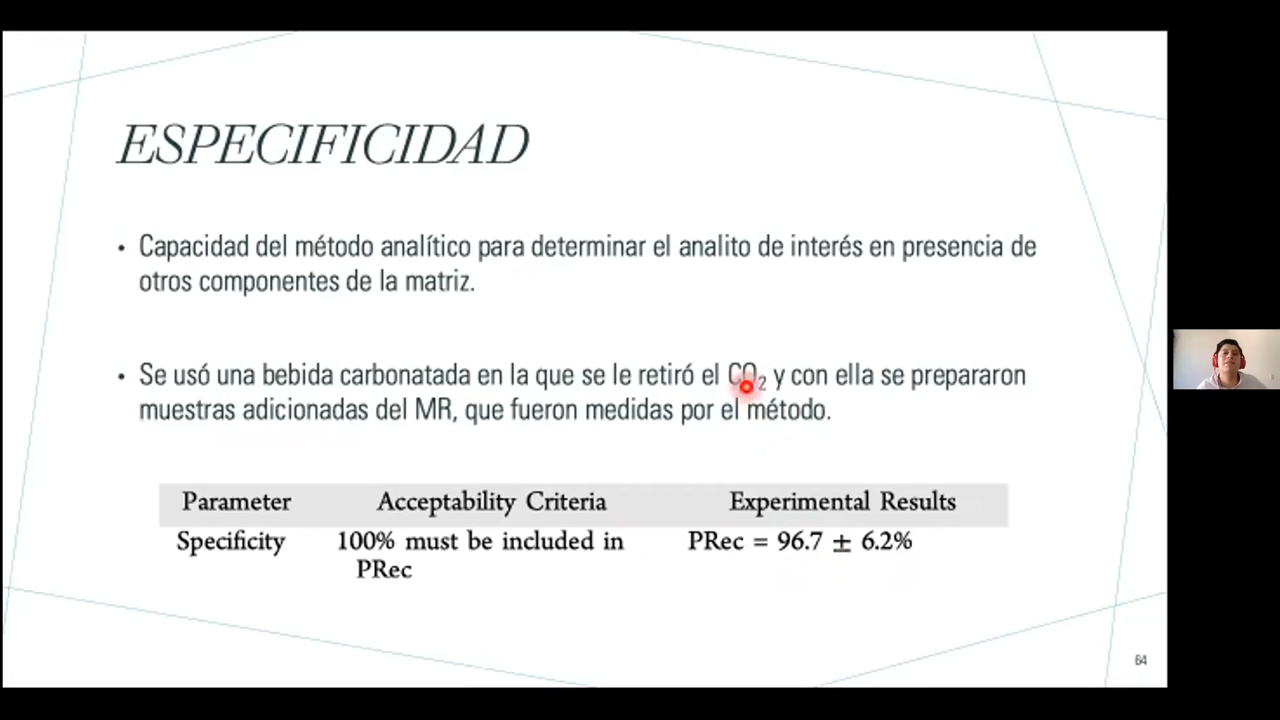 ESPECIFICIDAD
• Capacidad del método analítico para determinar el analito de interés en presencia de
otros componentes de la matriz.
• Se usó una bebida carbonatada en la que se le retiró el CO₂ y con ella se prepararon
muestras adicionadas del MR, que fueron medidas por el método.
Parameter Acceptability Criteria Experimental Results
Specificity 100% must be included in PRec = 96.7 ± 6.2%
PRec
64